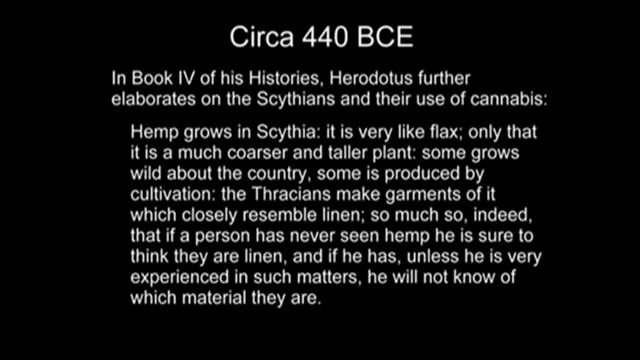 Circa 440 BCE
In Book IV of his Histories, Herodotus further
elaborates on the Scythians and their use of cannabis:
Hemp grows in Scythia: it is very like flax; only that
it is a much coarser and taller plant: some grows
wild about the country, some is produced by
cultivation: the Thracians make garments of it
which closely resemble linen; so much so, indeed,
that if a person has never seen hemp he is sure to
think they are linen, and if he has, unless he is very
experienced in such matters, he will not know of
which material they are.